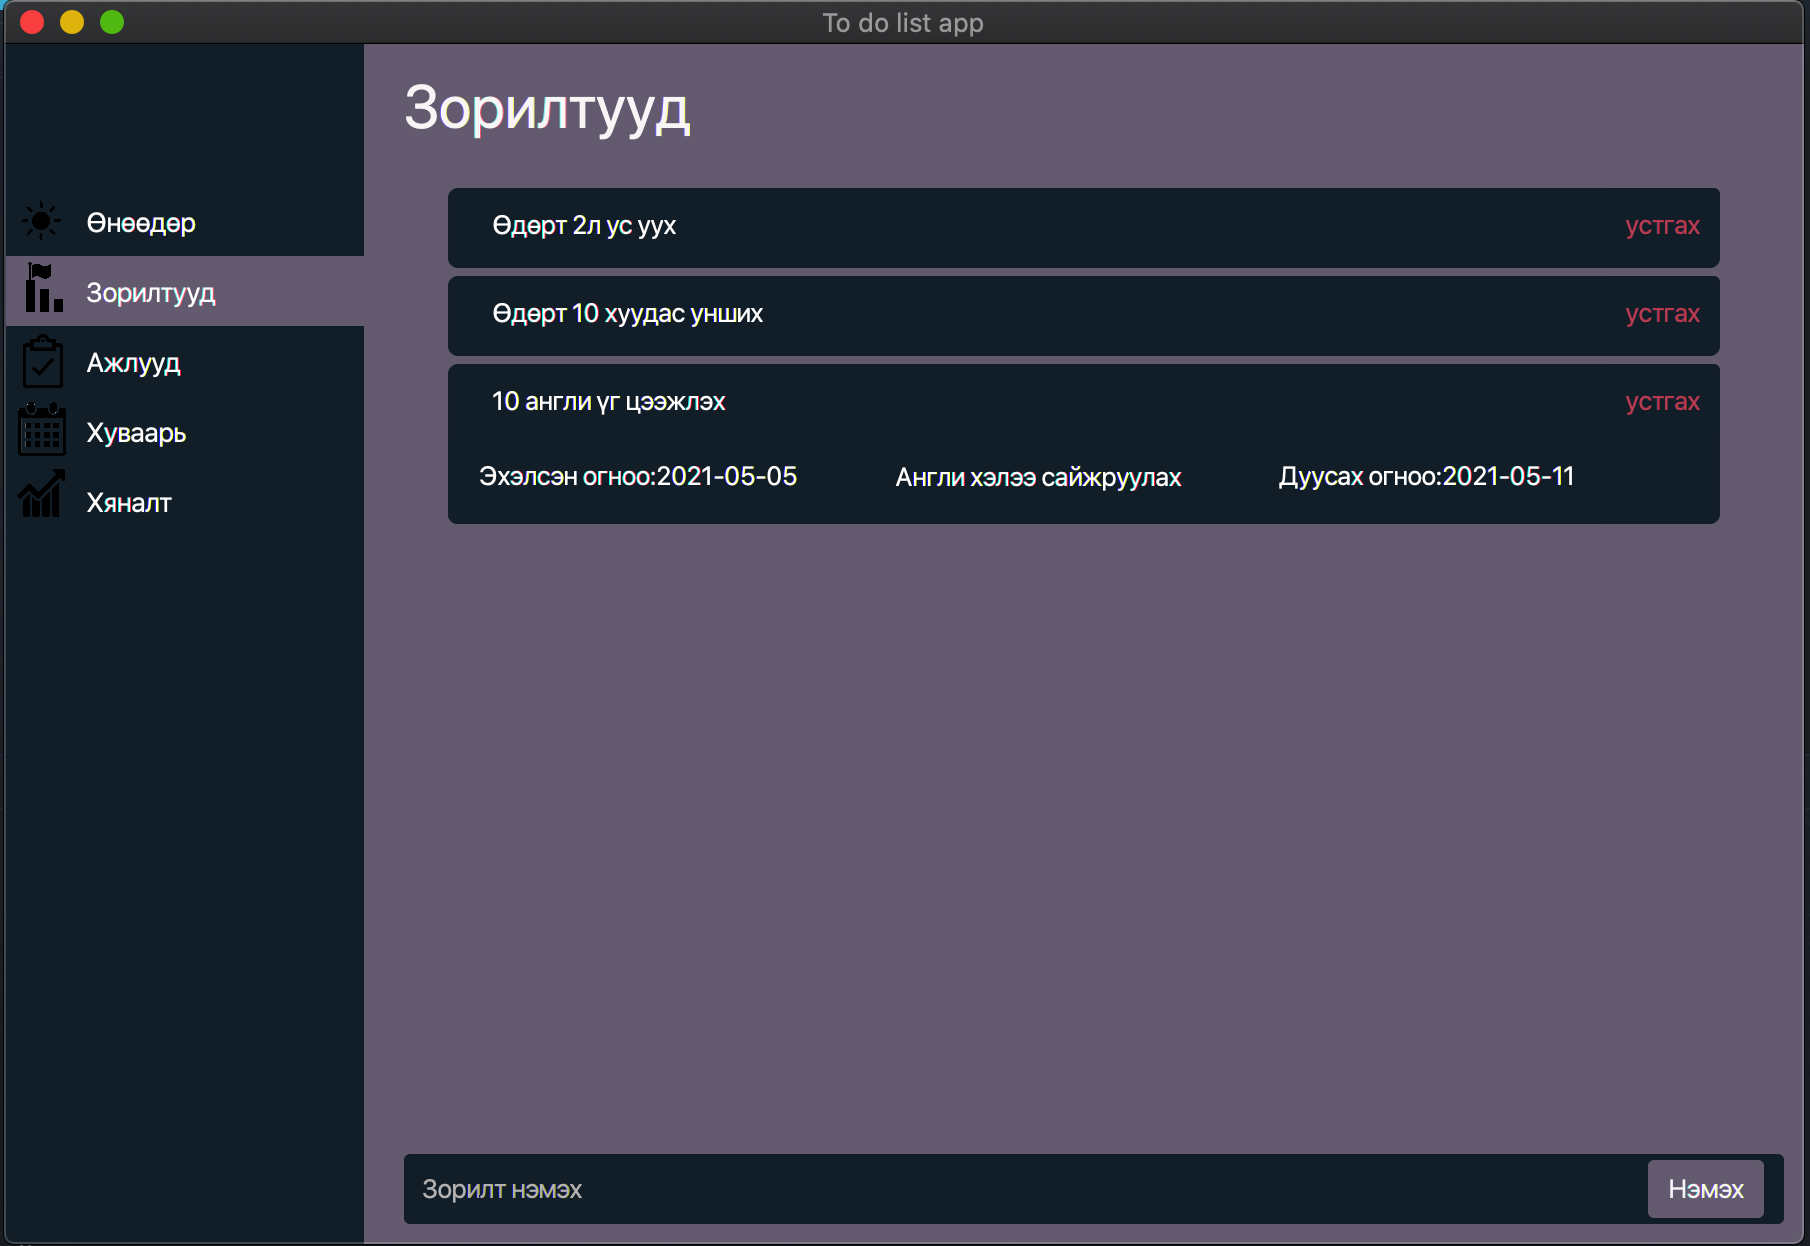 To do list app
Өнөөдөр
Зорилтууд
Ажлууд
Хуваарь
Хяналт
Зорилтууд
Өдөрт 2л ус уух устгах
Өдөрт 10 хуудас унших устгах
10 англи үг цээжлэх устгах
Эхэлсэн огноо:2021-05-05 Англи хэлээ сайжруулах Дуусах огноо:2021-05-11
Зорилт нэмэх Нэмэх